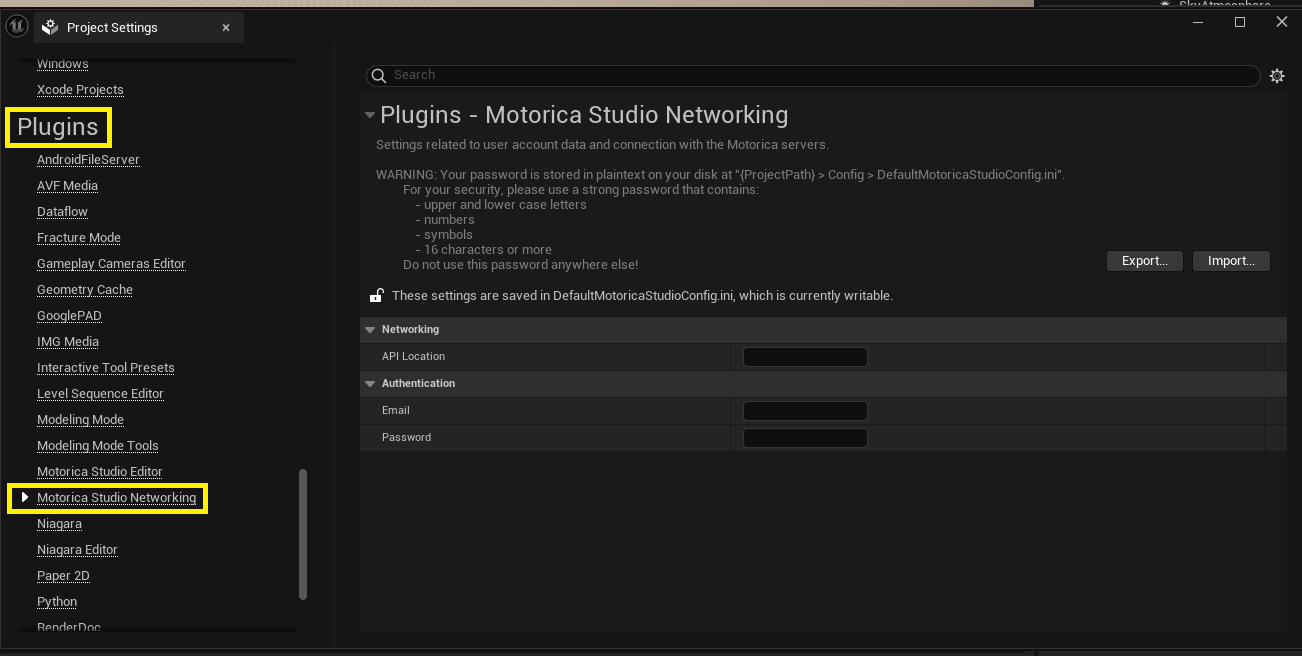 SkyAtmosphere
Project Settings
Windows
Xcode Projects
Plugins
AndroidFileServer
AVF Media
Dataflow
Fracture Mode
Gameplay Cameras Editor
Geometry Cache
GooglePAD
IMG Media
Interactive Tool Presets
Level Sequence Editor
Modeling Mode
Modeling Mode Tools
Motorica Studio Editor
Motorica Studio Networking
Niagara
Niagara Editor
Paper 2D
Python
RenderDoc
Search
Plugins - Motorica Studio Networking
Settings related to user account data and connection with the Motorica servers.
WARNING: Your password is stored in plaintext on your disk at "{ProjectPath} > Config > DefaultMotoricaStudioConfig.ini".
For your security, please use a strong password that contains:
- upper and lower case letters
- numbers
- symbols
- 16 characters or more
Do not use this password anywhere else!
Export...
Import...
These settings are saved in DefaultMotoricaStudioConfig.ini, which is currently writable.
Networking
API Location
Authentication
Email
Password